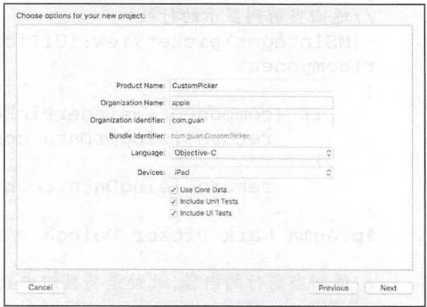 Choose options for your new project:
Product Name: CustomPicker
Organization Name: apple
Organization Identifier: com.guan
Bundle Identifier: com.guan.CustomPicker
Language: Objective-C
Devices: iPad
Use Core Data
Include Unit Tests
Include UI Tests
Cancel Previous Next